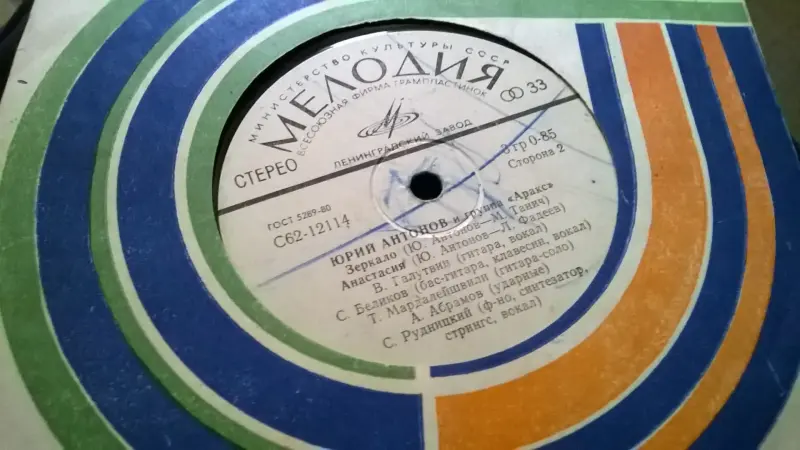 МИНИСТЕРСТВО КУЛЬТУРЫ СССР
МЕЛОДИЯ
ВСЕСОЮЗНАЯ ФИРМА ГРАМПЛАСТИНОК
33
СТЕРЕО
ЛЕНИНГРАДСКИЙ ЗАВОД
3 ГР 0-85
Сторона 2
ГОСТ 5289-80
С62-12114
ЮРИЙ АНТОНОВ и группа «Аракс»
Зеркало (Ю. Антонов—М. Танич)
Анастасия (Ю. Антонов—Л. Фадеев)
В. Галутвин (гитара, вокал)
С. Беликов (бас-гитара, клавесин, вокал)
Т. Мардалейшвили (гитара-соло)
А. Абрамов (ударные)
С. Рудницкий (ф-но, синтезатор,
стрингс, вокал)